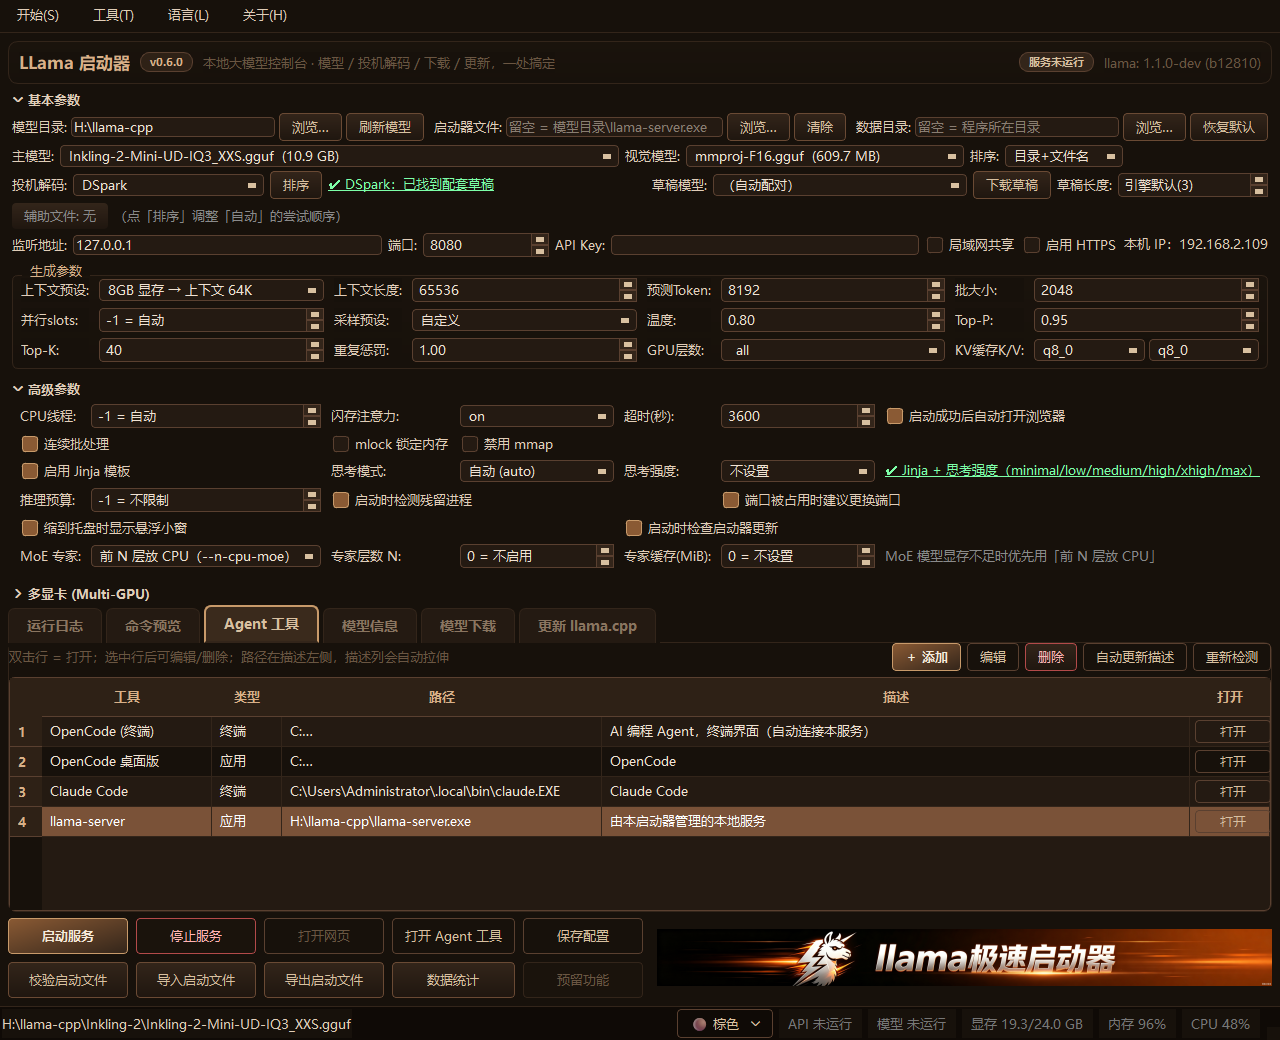 开始(S) 工具(T) 语言(L) 关于(H)
LLama 启动器 v0.6.0 本地大模型控制台 · 模型 / 投机解码 / 下载 / 更新，一处搞定 服务未运行 llama: 1.1.0-dev (b12810)
基本参数
模型目录: H:\llama-cpp 浏览... 刷新模型 启动器文件: 留空 = 模型目录\llama-server.exe 浏览... 清除 数据目录: 留空 = 程序所在目录 浏览... 恢复默认
主模型: Inkling-2-Mini-UD-IQ3_XXS.gguf (10.9 GB) 视觉模型: mmproj-F16.gguf (609.7 MB) 排序: 目录+文件名
投机解码: DSpark 排序 ✔ DSpark：已找到配套草稿 草稿模型: （自动配对） 下载草稿 草稿长度: 引擎默认(3)
辅助文件: 无 （点「排序」调整「自动」的尝试顺序）
监听地址: 127.0.0.1 端口: 8080 API Key: 局域网共享 启用 HTTPS 本机 IP：192.168.2.109
生成参数
上下文预设: 8GB 显存 → 上下文 64K 上下文长度: 65536 预测Token: 8192 批大小: 2048
并行slots: -1 = 自动 采样预设: 自定义 温度: 0.80 Top-P: 0.95
Top-K: 40 重复惩罚: 1.00 GPU层数: all KV缓存K/V: q8_0 q8_0
高级参数
CPU线程: -1 = 自动 闪存注意力: on 超时(秒): 3600 启动成功后自动打开浏览器
连续批处理 mlock 锁定内存 禁用 mmap
启用 Jinja 模板 思考模式: 自动 (auto) 思考强度: 不设置 ✔ Jinja + 思考强度（minimal/low/medium/high/xhigh/max）
推理预算: -1 = 不限制 启动时检测残留进程 端口被占用时建议更换端口
缩到托盘时显示悬浮小窗 启动时检查启动器更新
MoE 专家: 前 N 层放 CPU（--n-cpu-moe） 专家层数 N: 0 = 不启用 专家缓存(MiB): 0 = 不设置 MoE 模型显存不足时优先用「前 N 层放 CPU」
多显卡 (Multi-GPU)
运行日志 命令预览 Agent 工具 模型信息 模型下载 更新 llama.cpp
双击行 = 打开；选中行后可编辑/删除；路径在描述左侧，描述列会自动拉伸 ＋ 添加 编辑 删除 自动更新描述 重新检测
工具 类型 路径 描述 打开
1 OpenCode (终端) 终端 C:... AI 编程 Agent，终端界面（自动连接本服务） 打开
2 OpenCode 桌面版 应用 C:... OpenCode 打开
3 Claude Code 终端 C:\Users\Administrator\.local\bin\claude.EXE Claude Code 打开
4 llama-server 应用 H:\llama-cpp\llama-server.exe 由本启动器管理的本地服务 打开
启动服务 停止服务 打开网页 打开 Agent 工具 保存配置
llama极速启动器
校验启动文件 导入启动文件 导出启动文件 数据统计 预留功能
H:\llama-cpp\Inkling-2\Inkling-2-Mini-UD-IQ3_XXS.gguf 棕色 API 未运行 模型 未运行 显存 19.3/24.0 GB 内存 96% CPU 48%